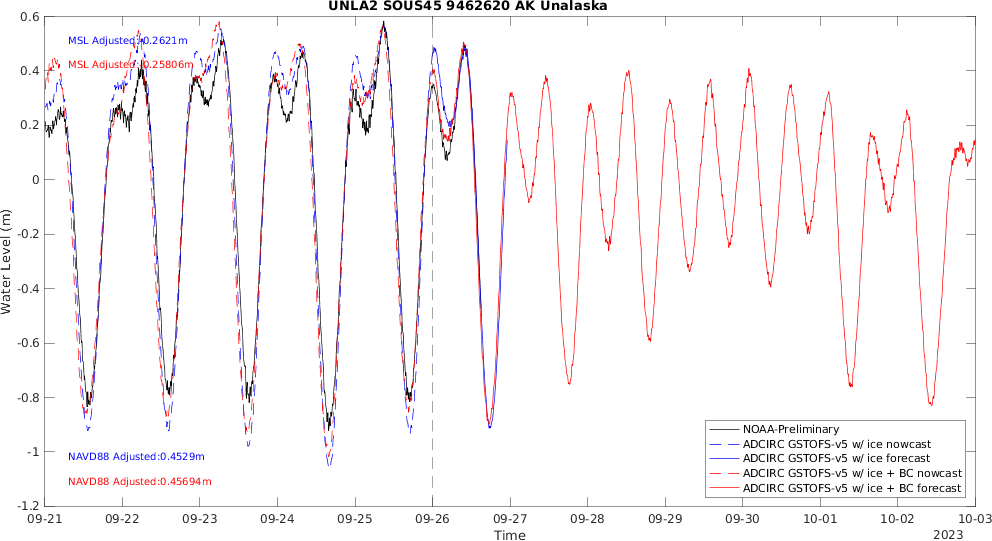 UNLA2 SOUS45 9462620 AK Unalaska
0.6
0.4
0.2
0
-0.2
-0.4
-0.6
-0.8
-1
-1.2
Water Level (m)
MSL Adjusted:-0.2621m
MSL Adjusted:-0.25806m
NAVD88 Adjusted:0.4529m
NAVD88 Adjusted:0.45694m
NOAA-Preliminary
ADCIRC GSTOFS-v5 w/ ice nowcast
ADCIRC GSTOFS-v5 w/ ice forecast
ADCIRC GSTOFS-v5 w/ ice + BC nowcast
ADCIRC GSTOFS-v5 w/ ice + BC forecast
09-21 09-22 09-23 09-24 09-25 09-26 09-27 09-28 09-29 09-30 10-01 10-02 10-03
Time
2023